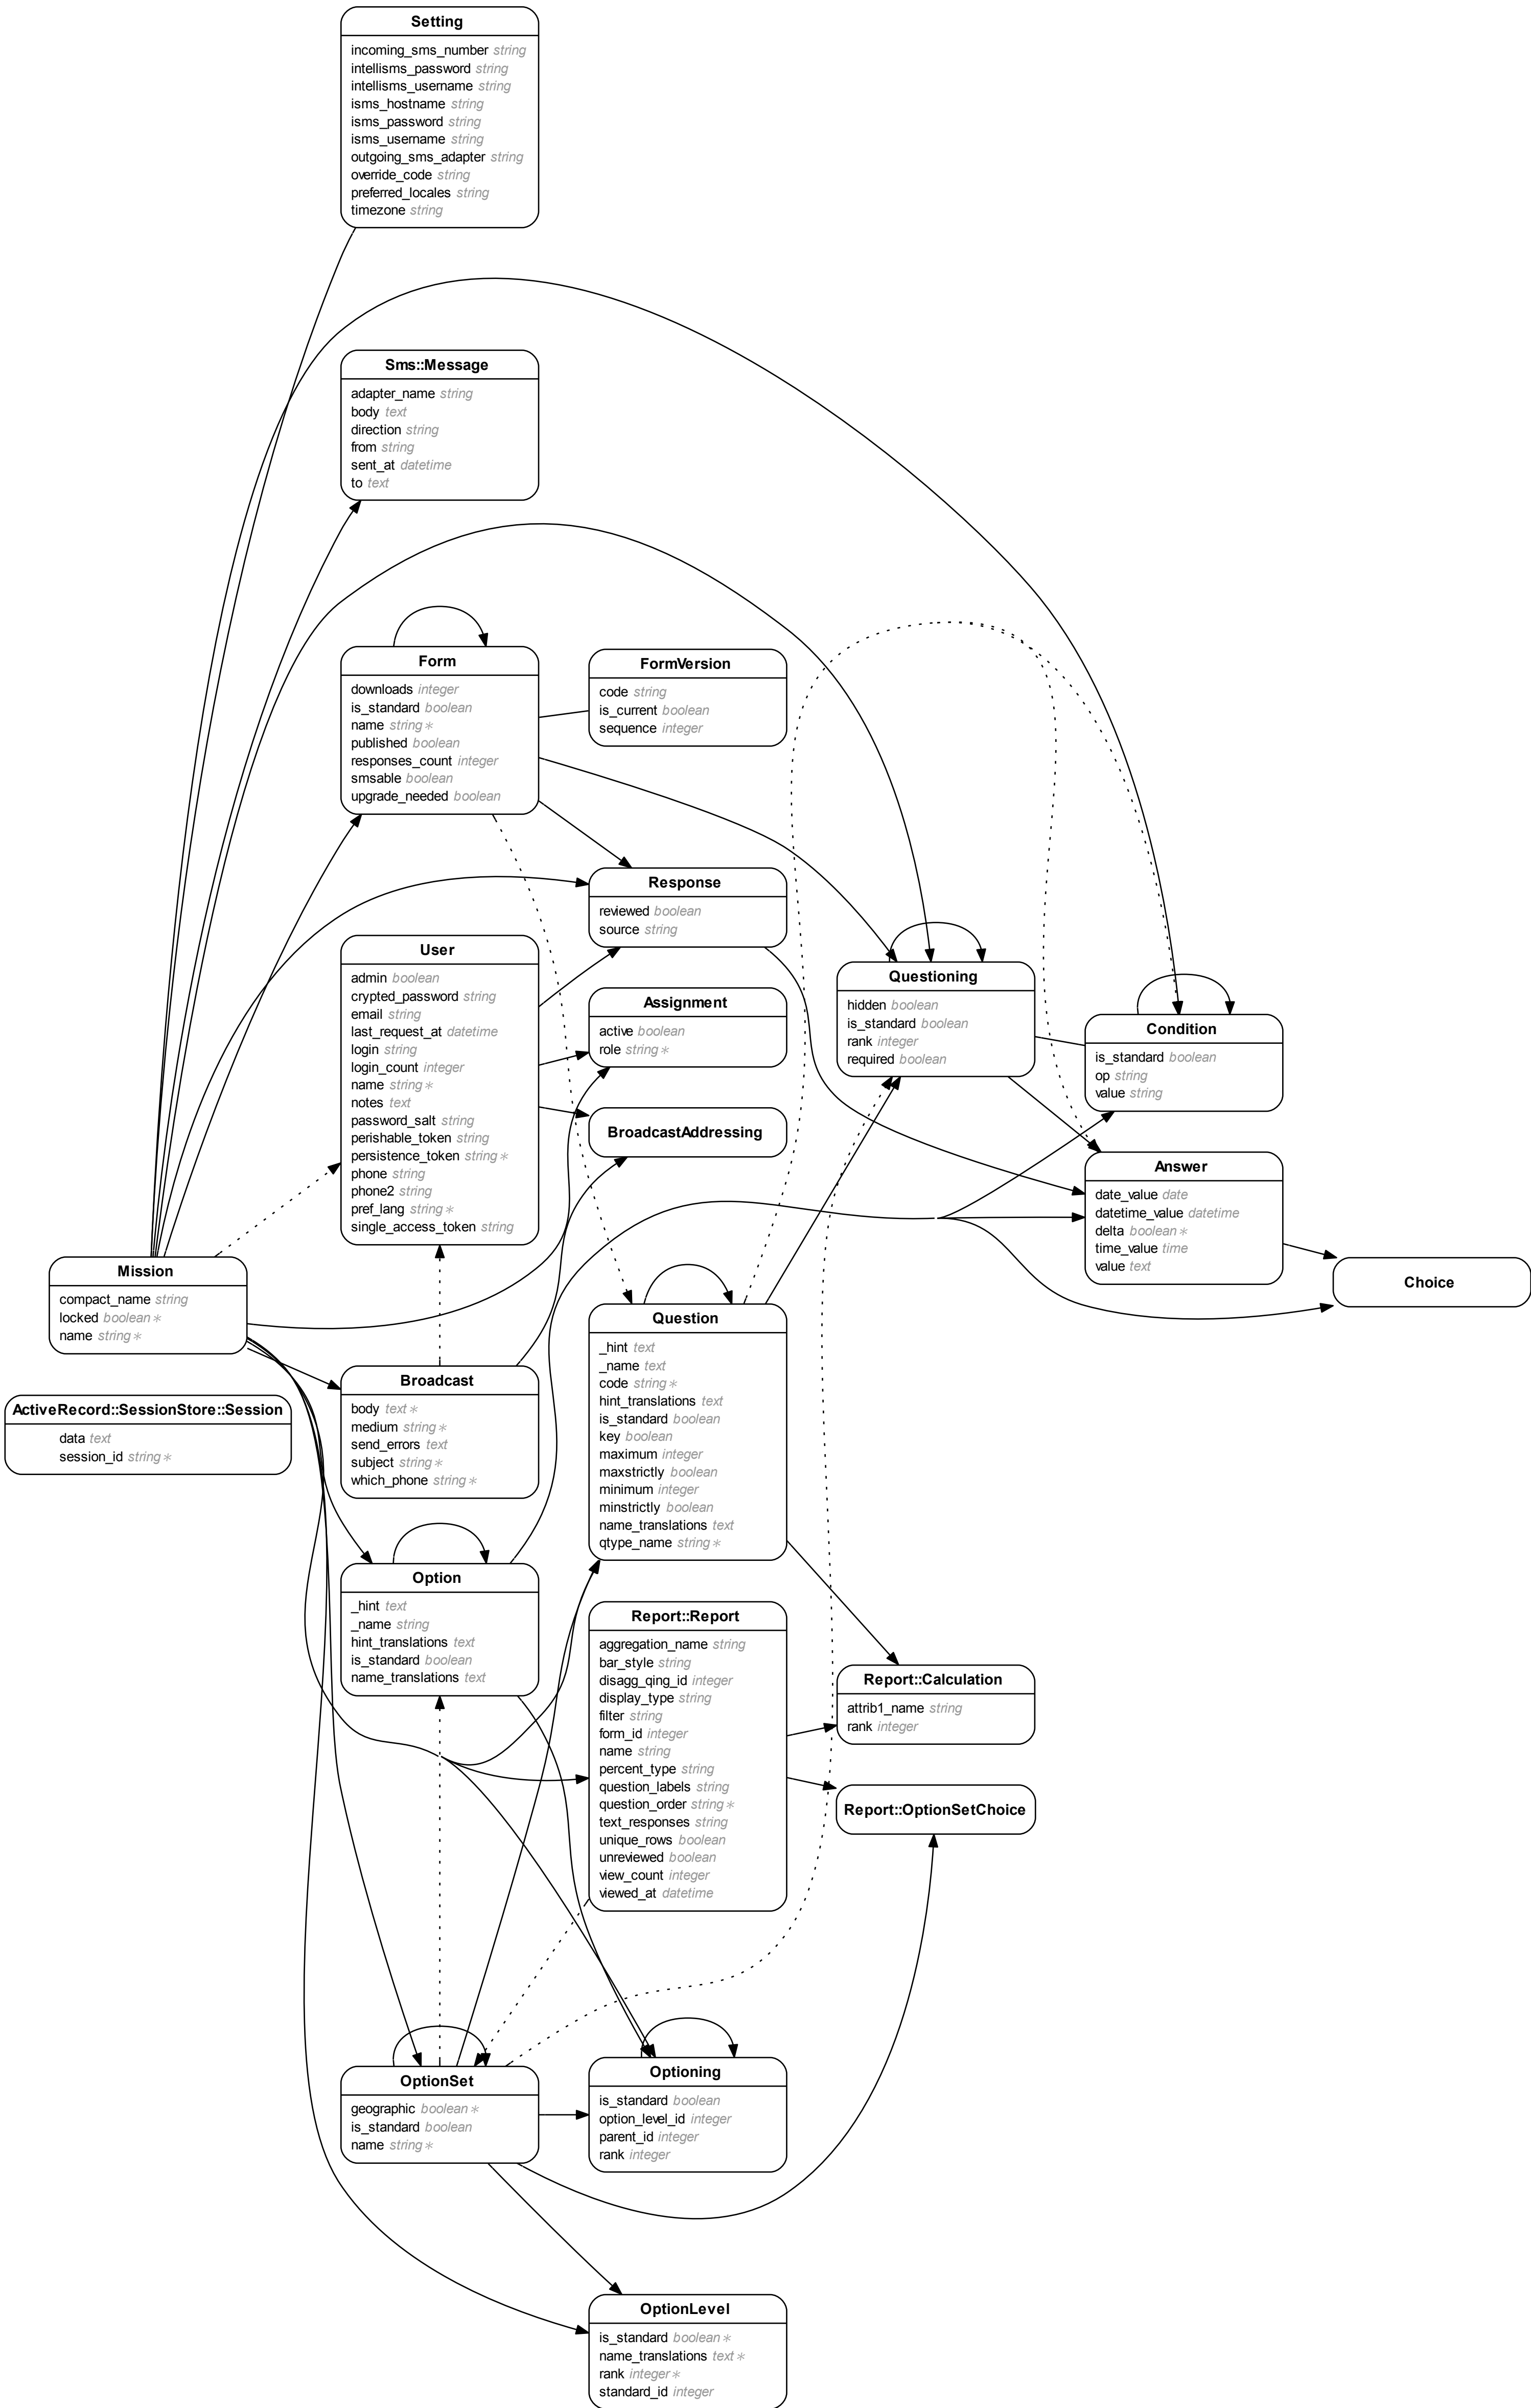 Setting
incoming_sms_number string
intellisms_password string
intellisms_username string
isms_hostname string
isms_password string
isms_username string
outgoing_sms_adapter string
override_code string
preferred_locales string
timezone string
Sms::Message
adapter_name string
body text
direction string
from string
sent_at datetime
to text
Form
downloads integer
is_standard boolean
name string ∗
published boolean
responses_count integer
smsable boolean
upgrade_needed boolean
FormVersion
code string
is_current boolean
sequence integer
Response
reviewed boolean
source string
User
admin boolean
crypted_password string
email string
last_request_at datetime
login string
login_count integer
name string ∗
notes text
password_salt string
perishable_token string
persistence_token string ∗
phone string
phone2 string
pref_lang string ∗
single_access_token string
Assignment
active boolean
role string ∗
BroadcastAddressing
Questioning
hidden boolean
is_standard boolean
rank integer
required boolean
Condition
is_standard boolean
op string
value string
Answer
date_value date
datetime_value datetime
delta boolean ∗
time_value time
value text
Choice
Mission
compact_name string
locked boolean ∗
name string ∗
ActiveRecord::SessionStore::Session
data text
session_id string ∗
Broadcast
body text ∗
medium string ∗
send_errors text
subject string ∗
which_phone string ∗
Question
_hint text
_name text
code string ∗
hint_translations text
is_standard boolean
key boolean
maximum integer
maxstrictly boolean
minimum integer
minstrictly boolean
name_translations text
qtype_name string ∗
Option
_hint text
_name string
hint_translations text
is_standard boolean
name_translations text
Report::Report
aggregation_name string
bar_style string
disagg_qing_id integer
display_type string
filter string
form_id integer
name string
percent_type string
question_labels string
question_order string ∗
text_responses string
unique_rows boolean
unreviewed boolean
view_count integer
viewed_at datetime
Report::Calculation
attrib1_name string
rank integer
Report::OptionSetChoice
OptionSet
geographic boolean ∗
is_standard boolean
name string ∗
Optioning
is_standard boolean
option_level_id integer
parent_id integer
rank integer
OptionLevel
is_standard boolean ∗
name_translations text ∗
rank integer ∗
standard_id integer